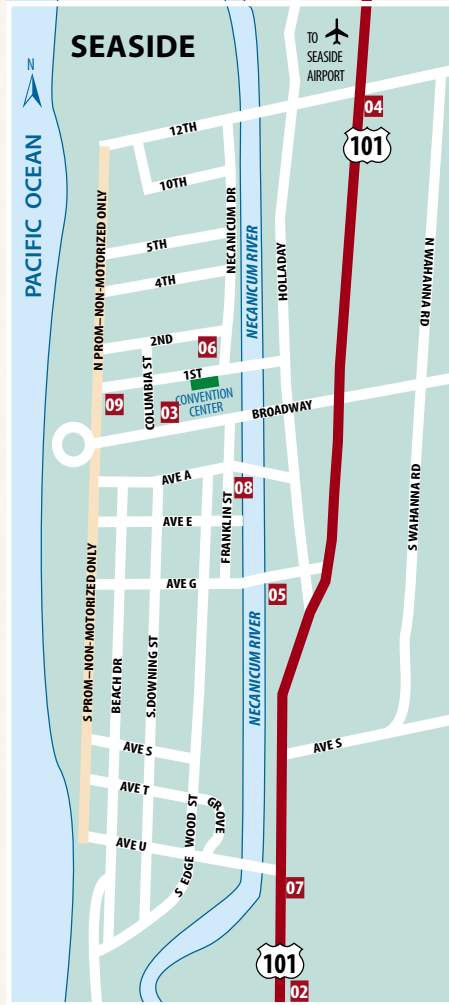 SEASIDE
TO
SEASIDE
AIRPORT
N
04
101
12TH
10TH
PACIFIC OCEAN
N PROM–NON-MOTORIZED ONLY
NECANICUM DR
NECANICUM RIVER
HOLLADAY
N WAHANNA RD
5TH
4TH
2ND
06
1ST
COLUMBIA ST
CONVENTION
CENTER
09
03
BROADWAY
AVE A
08
AVE E
FRANKLIN ST
S WAHANNA RD
AVE G
05
S PROM–NON-MOTORIZED ONLY
BEACH DR
S.DOWNING ST
NECANICUM RIVER
AVE S
AVE S
AVE T
GROVE
S EDGE WOOD ST
AVE U
07
101
02